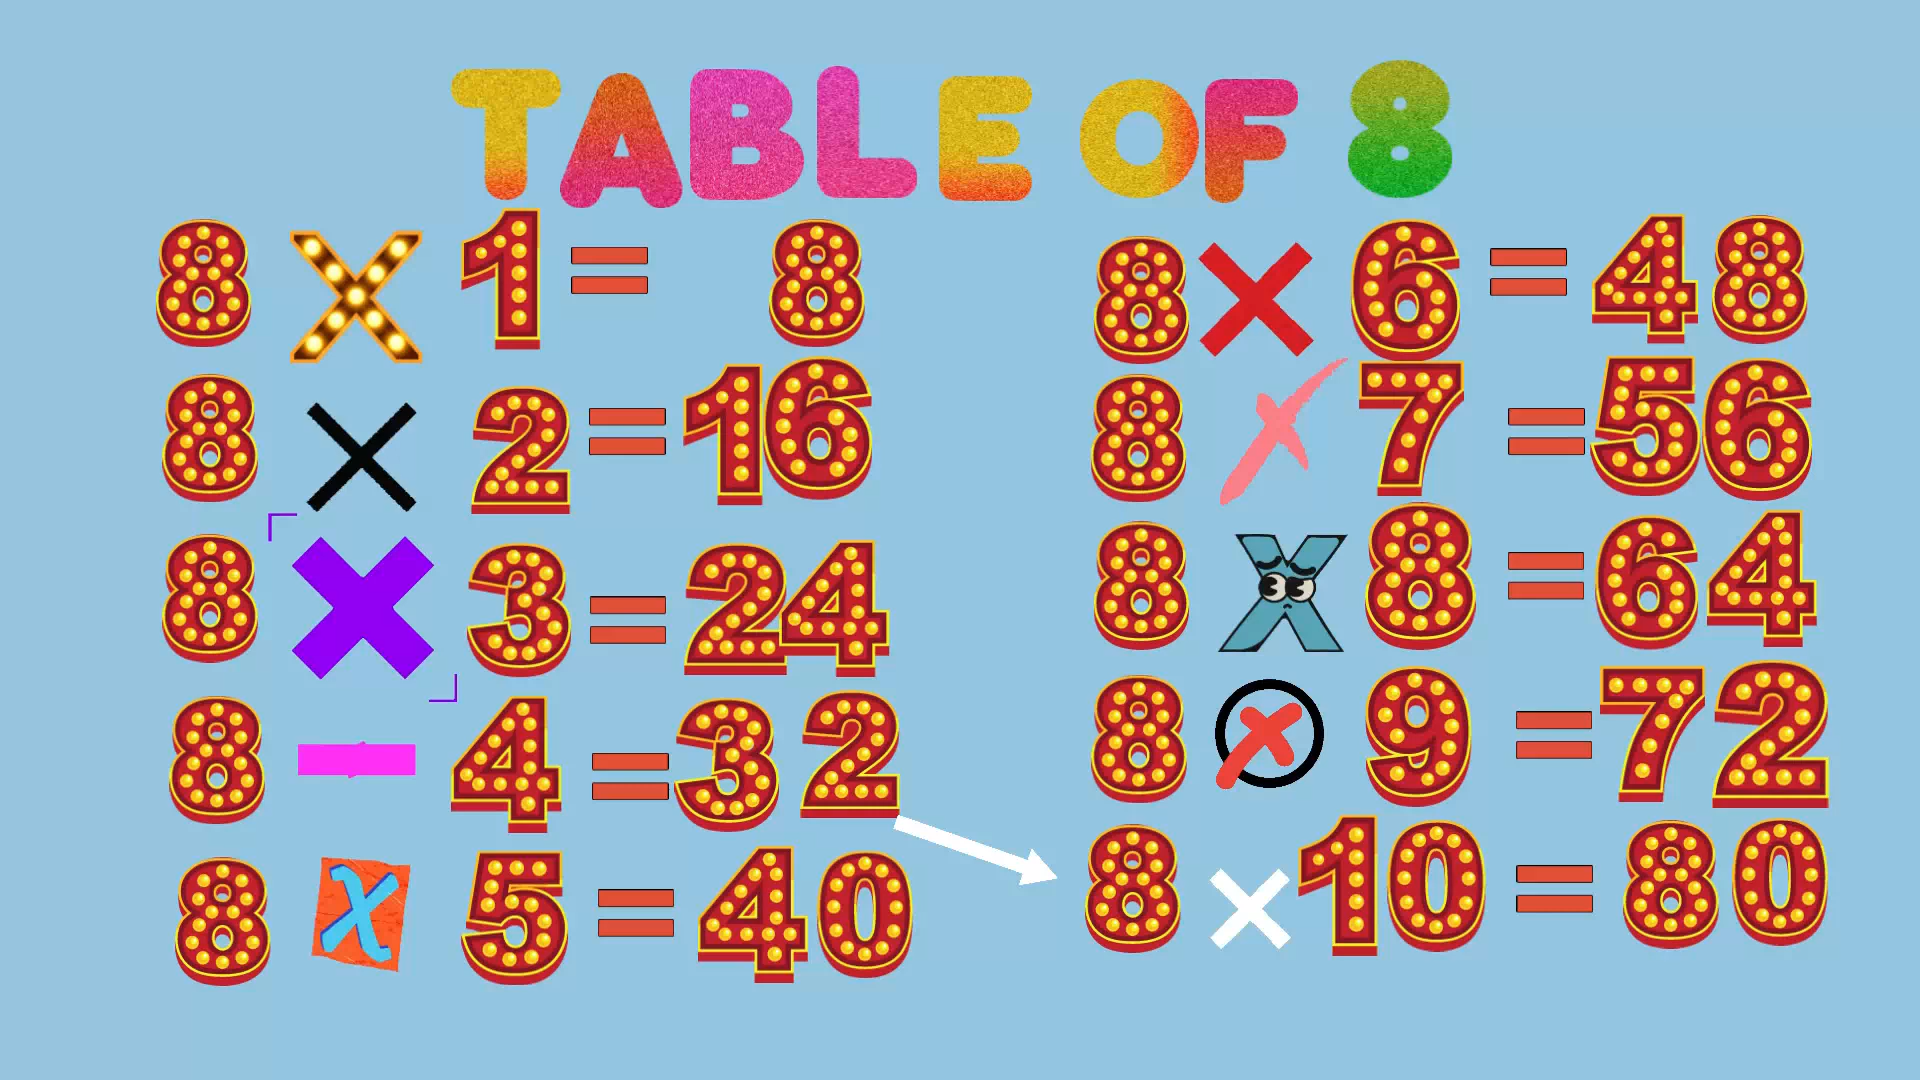 TABLE OF 8
8 × 1 = 8
8 × 2 = 16
8 × 3 = 24
8 - 4 = 32
8 x 5 = 40
8 × 6 = 48
8 × 7 = 56
8 X 8 = 64
8 × 9 = 72
8 × 10 = 80